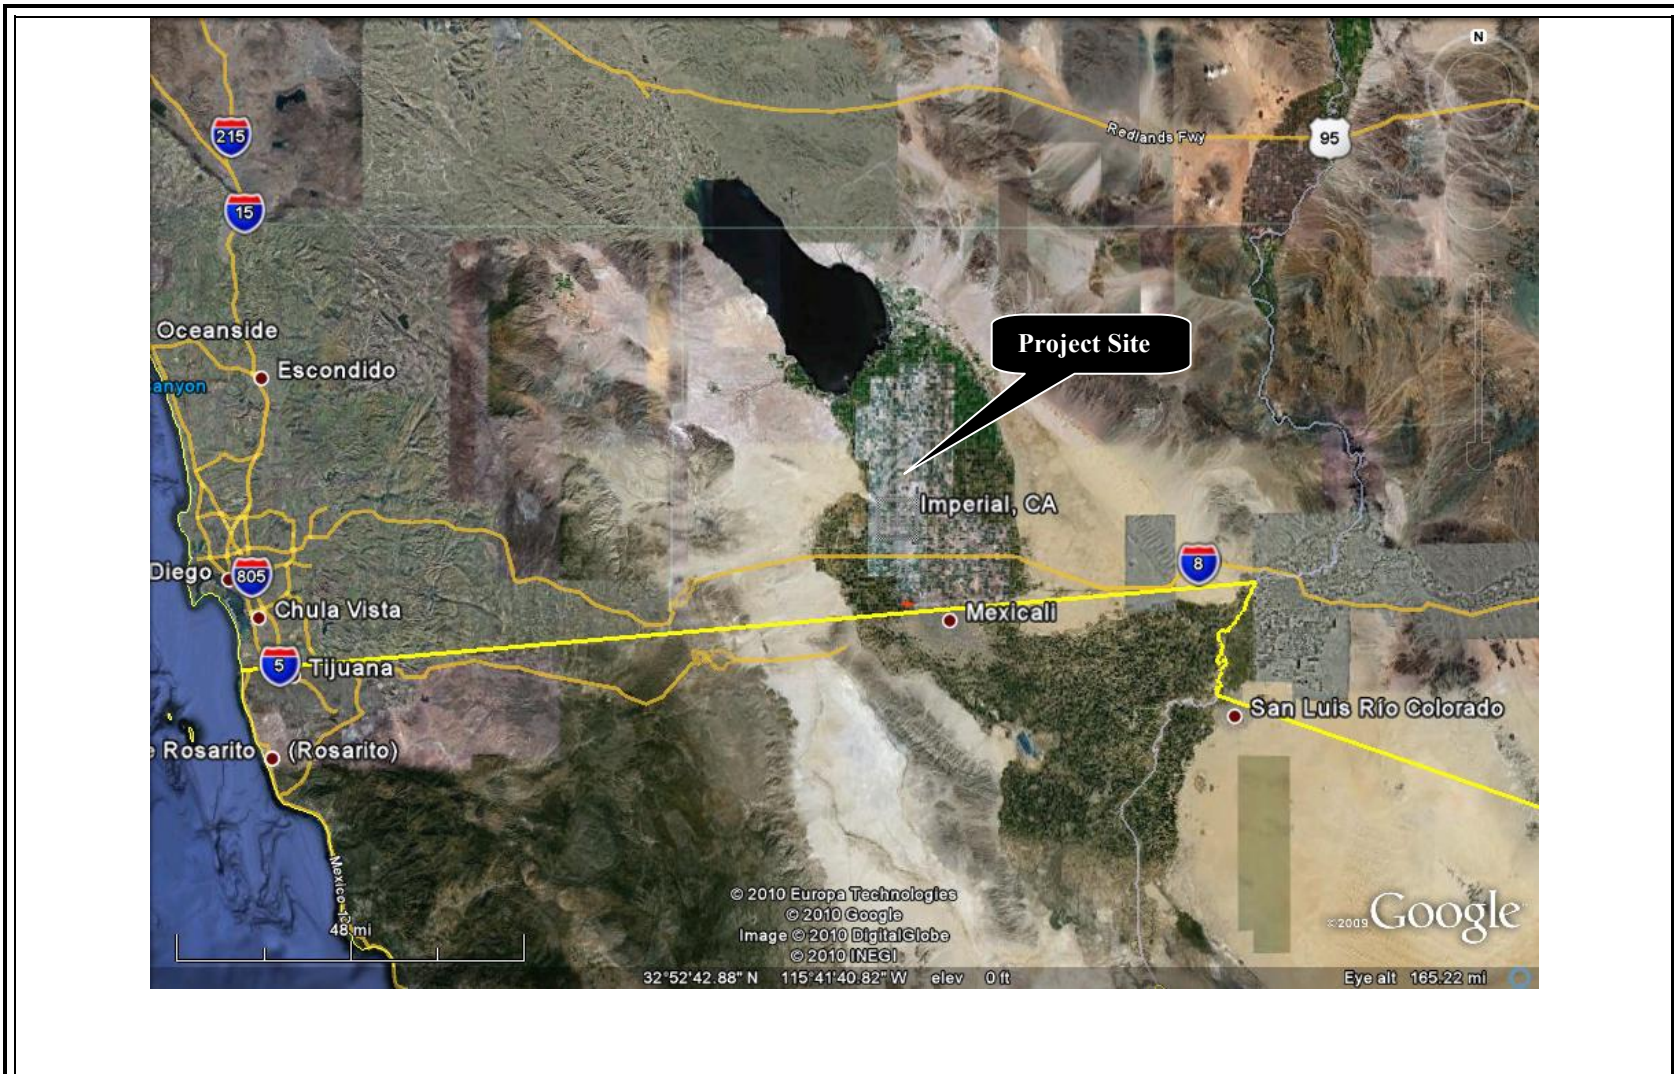 N
Redlands Fwy
95
215
15
Project Site
Oceanside
Escondido
anyon
Imperial, CA
8
Diego
805
Chula Vista
Mexicali
5
Tijuana
San Luis Río Colorado
e Rosarito
(Rosarito)
© 2010 Europa Technologies
© 2010 Google
Image © 2010 DigitalGlobe
© 2010 INEGI
©2009 Google
Mexico
48 mi
32°52'42.88" N 115°41'40.82" W elev 0 ft
Eye alt 165.22 mi